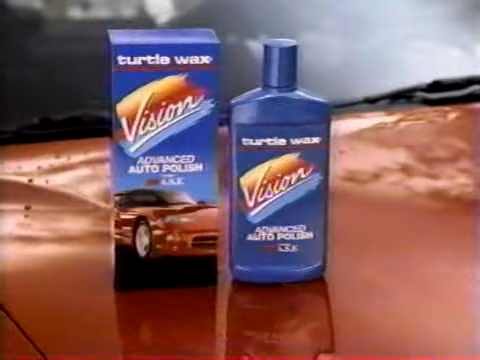 turtle wax
Vision
ADVANCED
AUTO POLISH
A.S.E.
turtle wax
Vision
ADVANCED
AUTO POLISH
A.S.E.